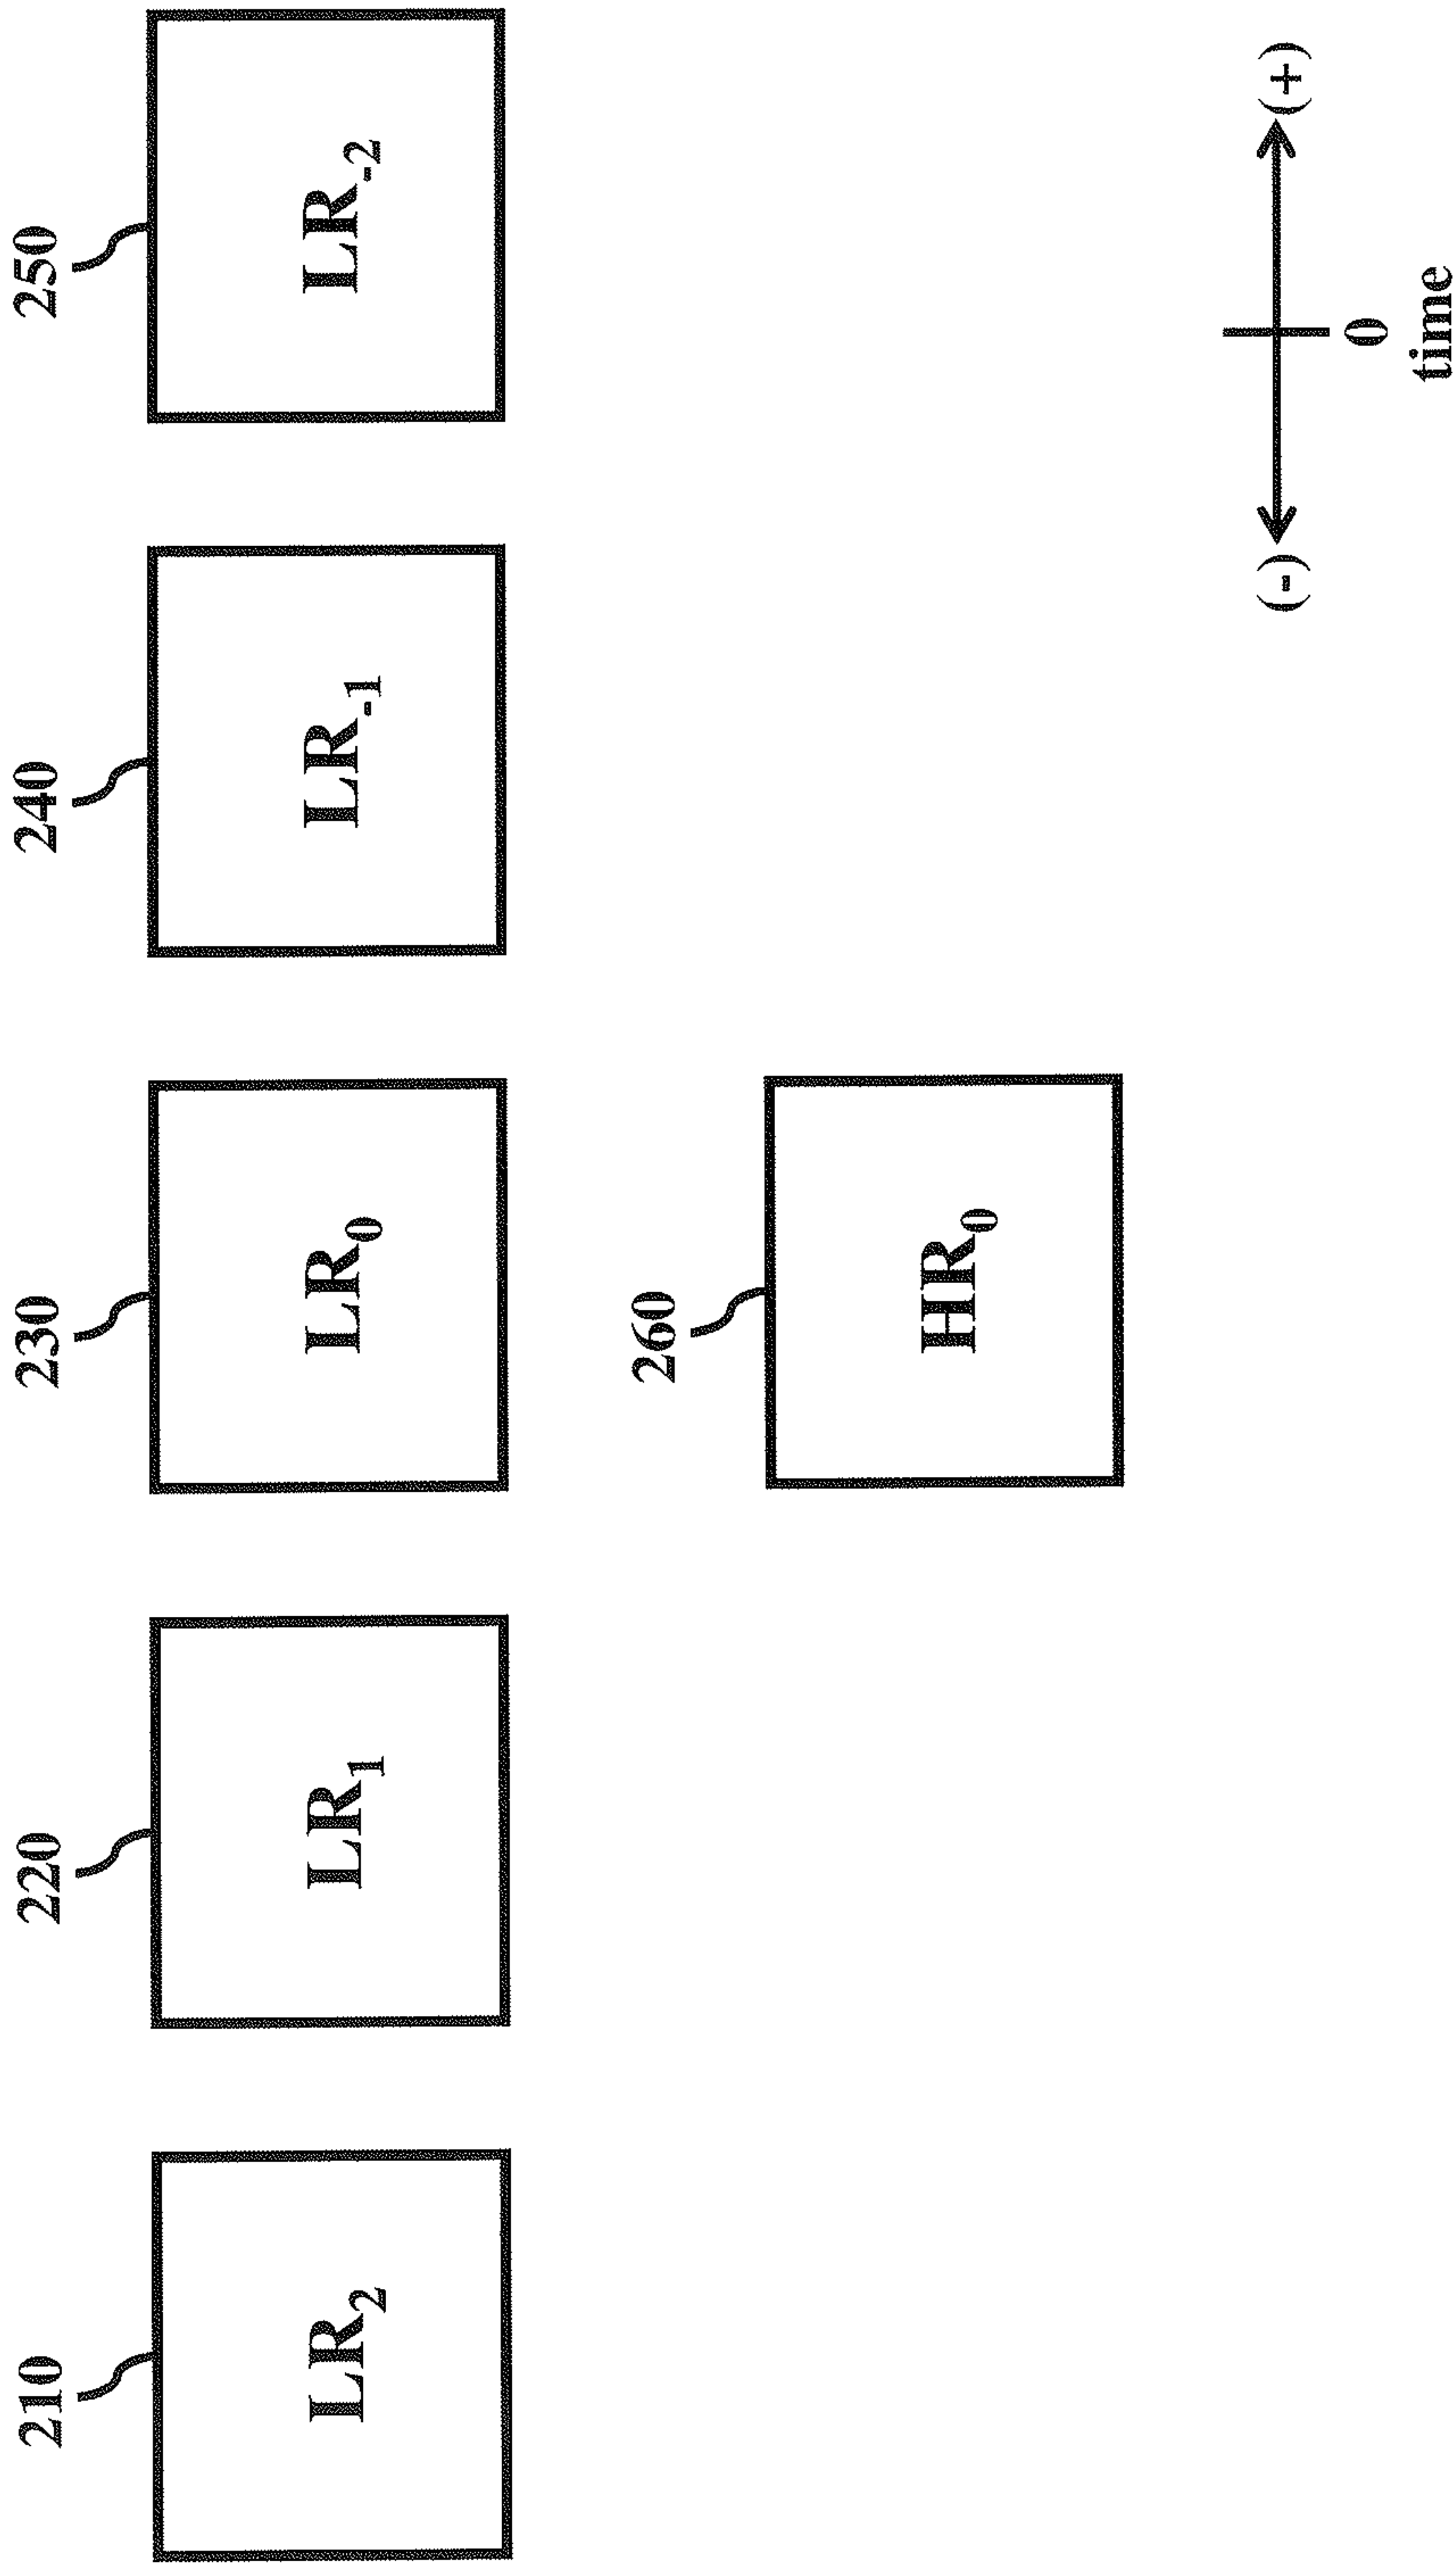 210 220 230 240 250
LR₂ LR₁ LR₀ LR₋₁ LR₋₂
260
HR₀
(-) (+)
0
time